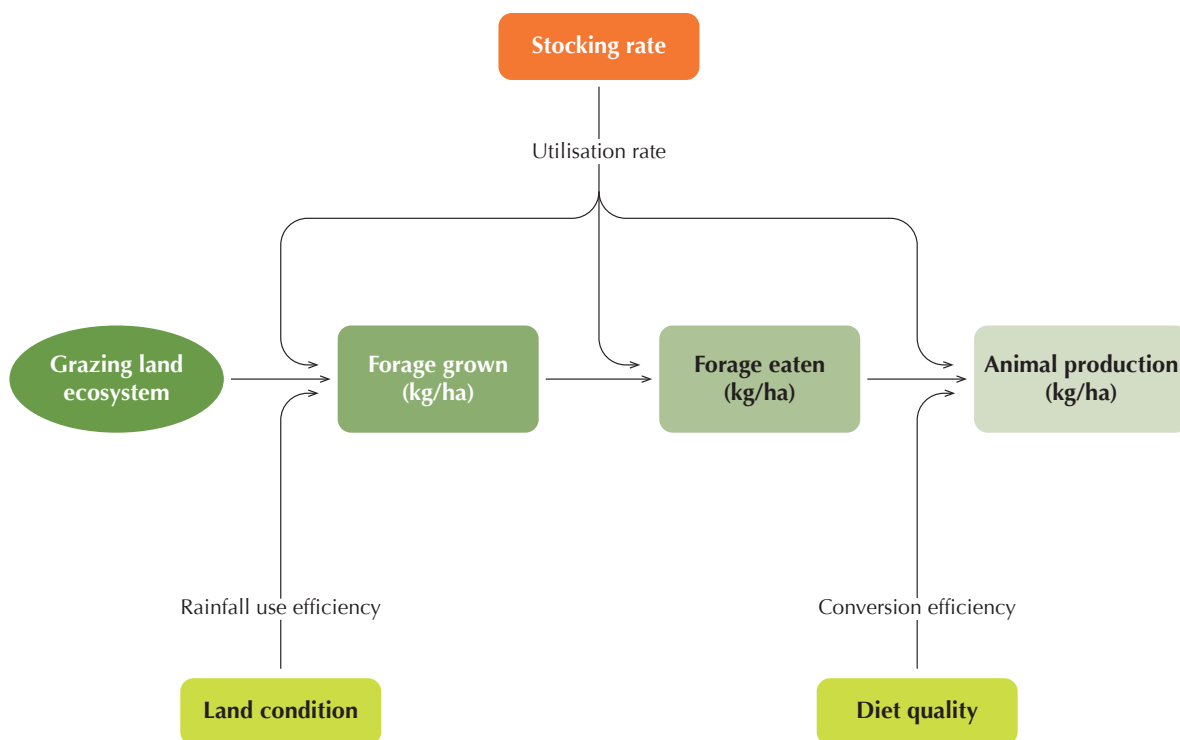 Stocking rate
Utilisation rate
Grazing land
ecosystem
Forage grown
(kg/ha)
Forage eaten
(kg/ha)
Animal production
(kg/ha)
Rainfall use efficiency
Conversion efficiency
Land condition
Diet quality